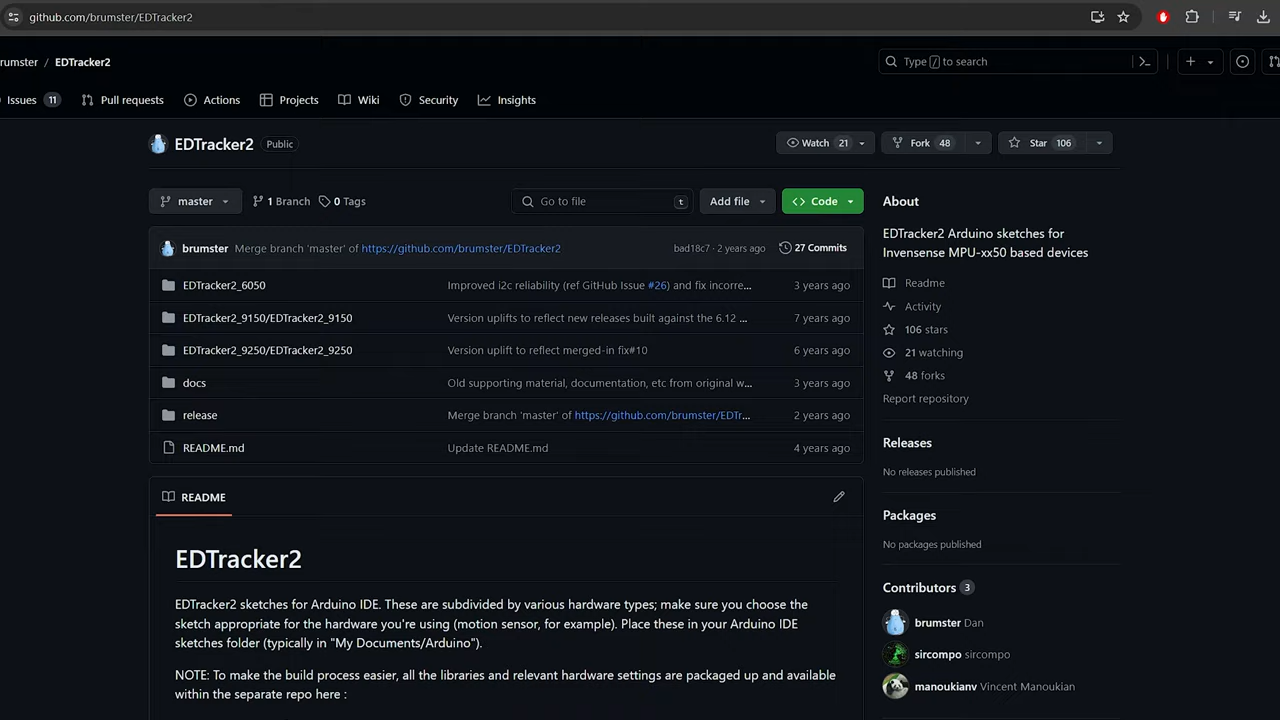 github.com/brumster/EDTracker2
rumster / EDTracker2
Type / to search
Issues 11 Pull requests Actions Projects Wiki Security Insights
EDTracker2 Public
Watch 21 Fork 48 Star 106
master 1 Branch 0 Tags Go to file t Add file Code
About
EDTracker2 Arduino sketches for
Invensense MPU-xx50 based devices
Readme
Activity
106 stars
21 watching
48 forks
Report repository
brumster Merge branch 'master' of https://github.com/brumster/EDTracker2 bad18c7 · 2 years ago 27 Commits
EDTracker2_6050 Improved i2c reliability (ref GitHub Issue #26) and fix incorre... 3 years ago
EDTracker2_9150/EDTracker2_9150 Version uplifts to reflect new releases built against the 6.12 ... 7 years ago
EDTracker2_9250/EDTracker2_9250 Version uplift to reflect merged-in fix#10 6 years ago
docs Old supporting material, documentation, etc from original w... 3 years ago
release Merge branch 'master' of https://github.com/brumster/EDTr... 2 years ago
README.md Update README.md 4 years ago
Releases
No releases published
Packages
No packages published
Contributors 3
brumster Dan
sircompo sircompo
manoukianv Vincent Manoukian
README
EDTracker2
EDTracker2 sketches for Arduino IDE. These are subdivided by various hardware types; make sure you choose the
sketch appropriate for the hardware you're using (motion sensor, for example). Place these in your Arduino IDE
sketches folder (typically in "My Documents/Arduino").
NOTE: To make the build process easier, all the libraries and relevant hardware settings are packaged up and available
within the separate repo here :